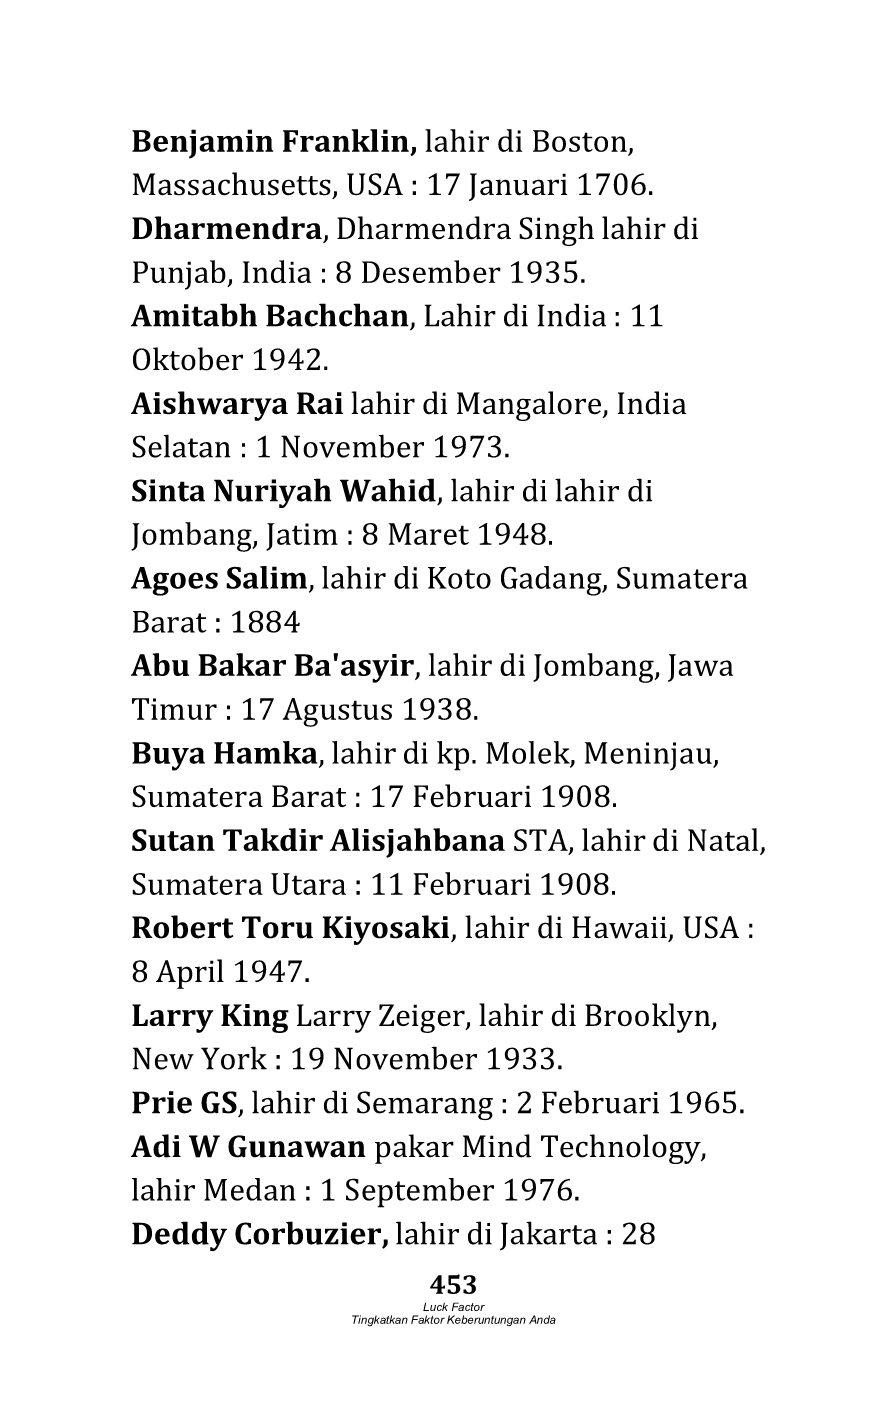 Benjamin Franklin, lahir di Boston,
Massachusetts, USA : 17 Januari 1706.
Dharmendra, Dharmendra Singh lahir di
Punjab, India : 8 Desember 1935.
Amitabh Bachchan, Lahir di India : 11
Oktober 1942.
Aishwarya Rai lahir di Mangalore, India
Selatan : 1 November 1973.
Sinta Nuriyah Wahid, lahir di lahir di
Jombang, Jatim : 8 Maret 1948.
Agoes Salim, lahir di Koto Gadang, Sumatera
Barat : 1884
Abu Bakar Ba'asyir, lahir di Jombang, Jawa
Timur : 17 Agustus 1938.
Buya Hamka, lahir di kp. Molek, Meninjau,
Sumatera Barat : 17 Februari 1908.
Sutan Takdir Alisjahbana STA, lahir di Natal,
Sumatera Utara : 11 Februari 1908.
Robert Toru Kiyosaki, lahir di Hawaii, USA :
8 April 1947.
Larry King Larry Zeiger, lahir di Brooklyn,
New York : 19 November 1933.
Prie GS, lahir di Semarang : 2 Februari 1965.
Adi W Gunawan pakar Mind Technology,
lahir Medan : 1 September 1976.
Deddy Corbuzier, lahir di Jakarta : 28
453
Luck Factor
Tingkatkan Faktor Keberuntungan Anda